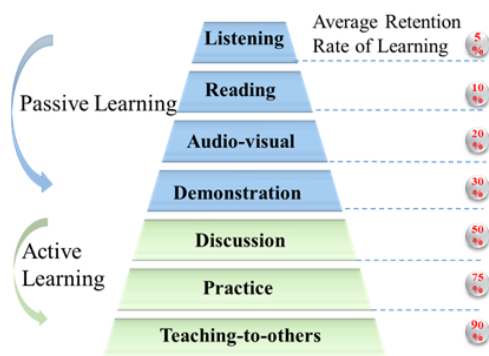 Average Retention
Rate of Learning
Listening
5
%
Passive Learning
Reading
10
%
Audio-visual
20
%
Demonstration
30
%
Active
Learning
Discussion
50
%
Practice
75
%
Teaching-to-others
90
%